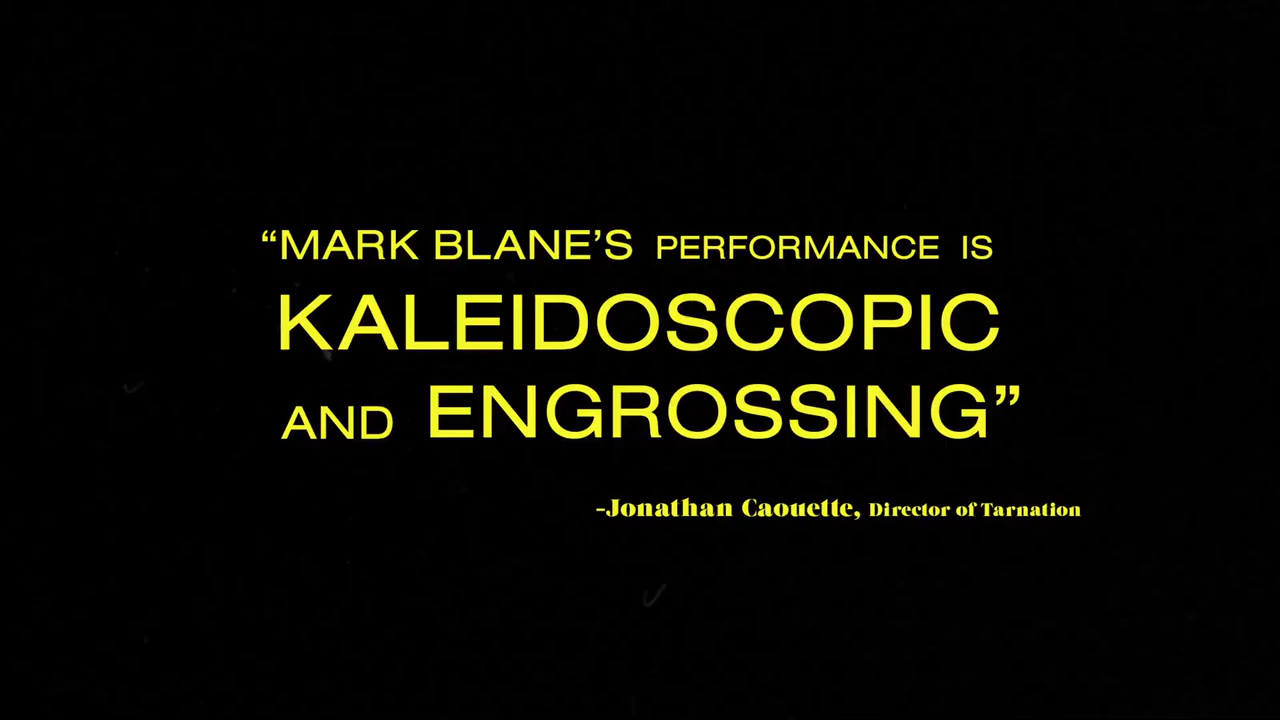 “MARK BLANE’S PERFORMANCE IS
KALEIDOSCOPIC
AND ENGROSSING”
-Jonathan Caouette, Director of Tarnation